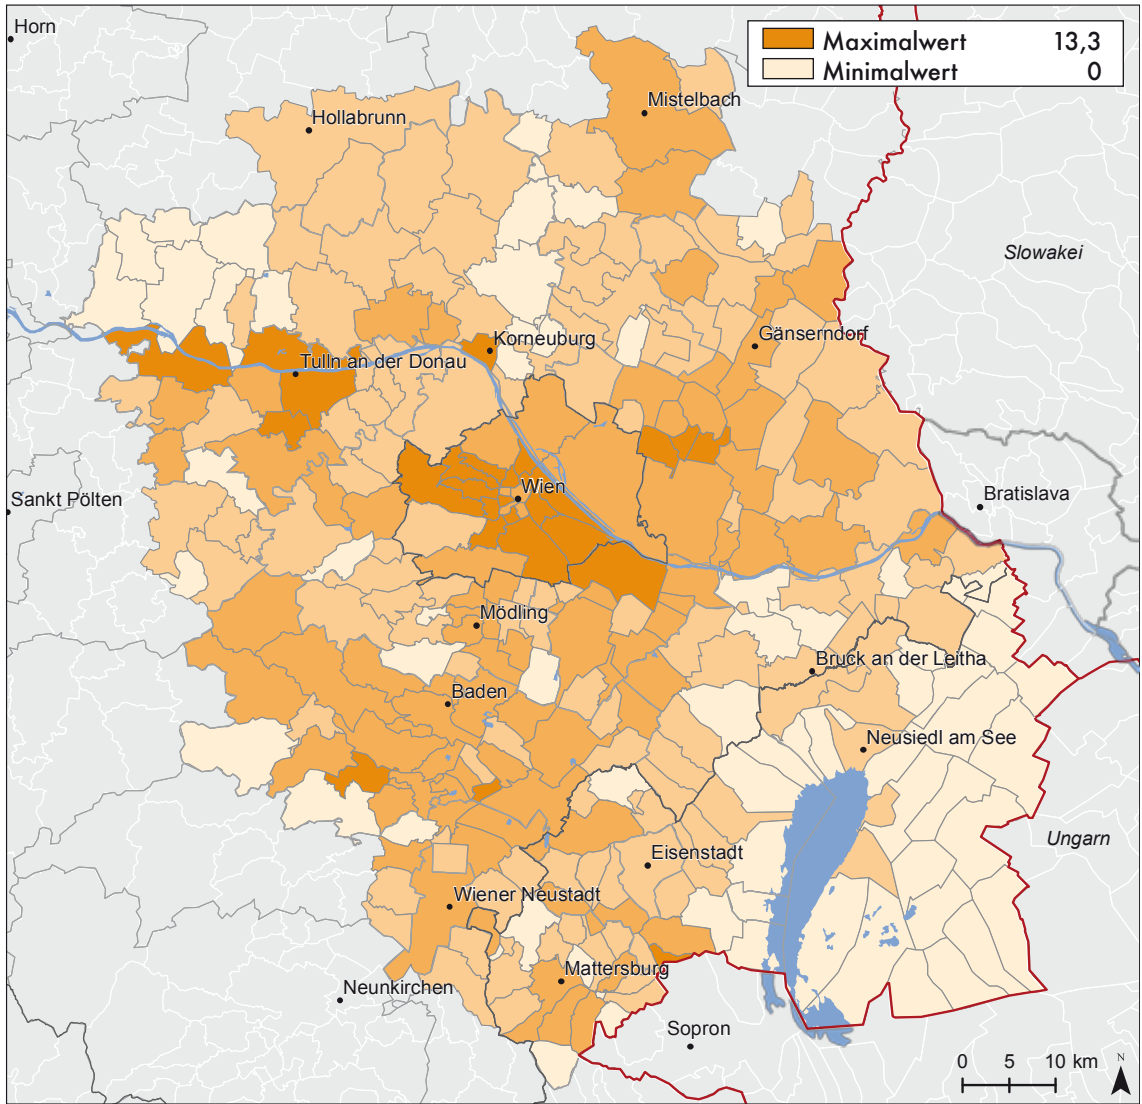 Horn
Maximalwert 13,3
Minimalwert 0
Mistelbach
Hollabrunn
Slowakei
Gänserndorf
Korneuburg
Tulln an der Donau
Wien
Bratislava
Sankt Pölten
Mödling
Bruck an der Leitha
Baden
Neusiedl am See
Ungarn
Eisenstadt
Wiener Neustadt
Mattersburg
Neunkirchen
Sopron
0 5 10 km
N